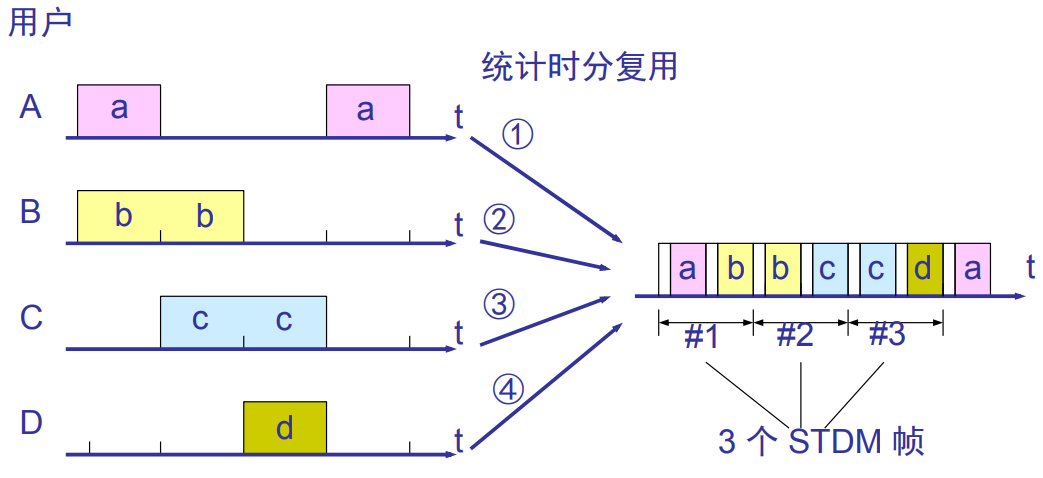 用户
统计时分复用
A a a t ①
B b b t ②
C c c t ③
D d t ④
a b b c c d a t
#1 #2 #3
3 个 STDM 帧